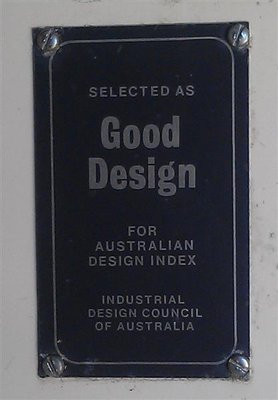 SELECTED AS
Good
Design
FOR
AUSTRALIAN
DESIGN INDEX
INDUSTRIAL
DESIGN COUNCIL
OF AUSTRALIA